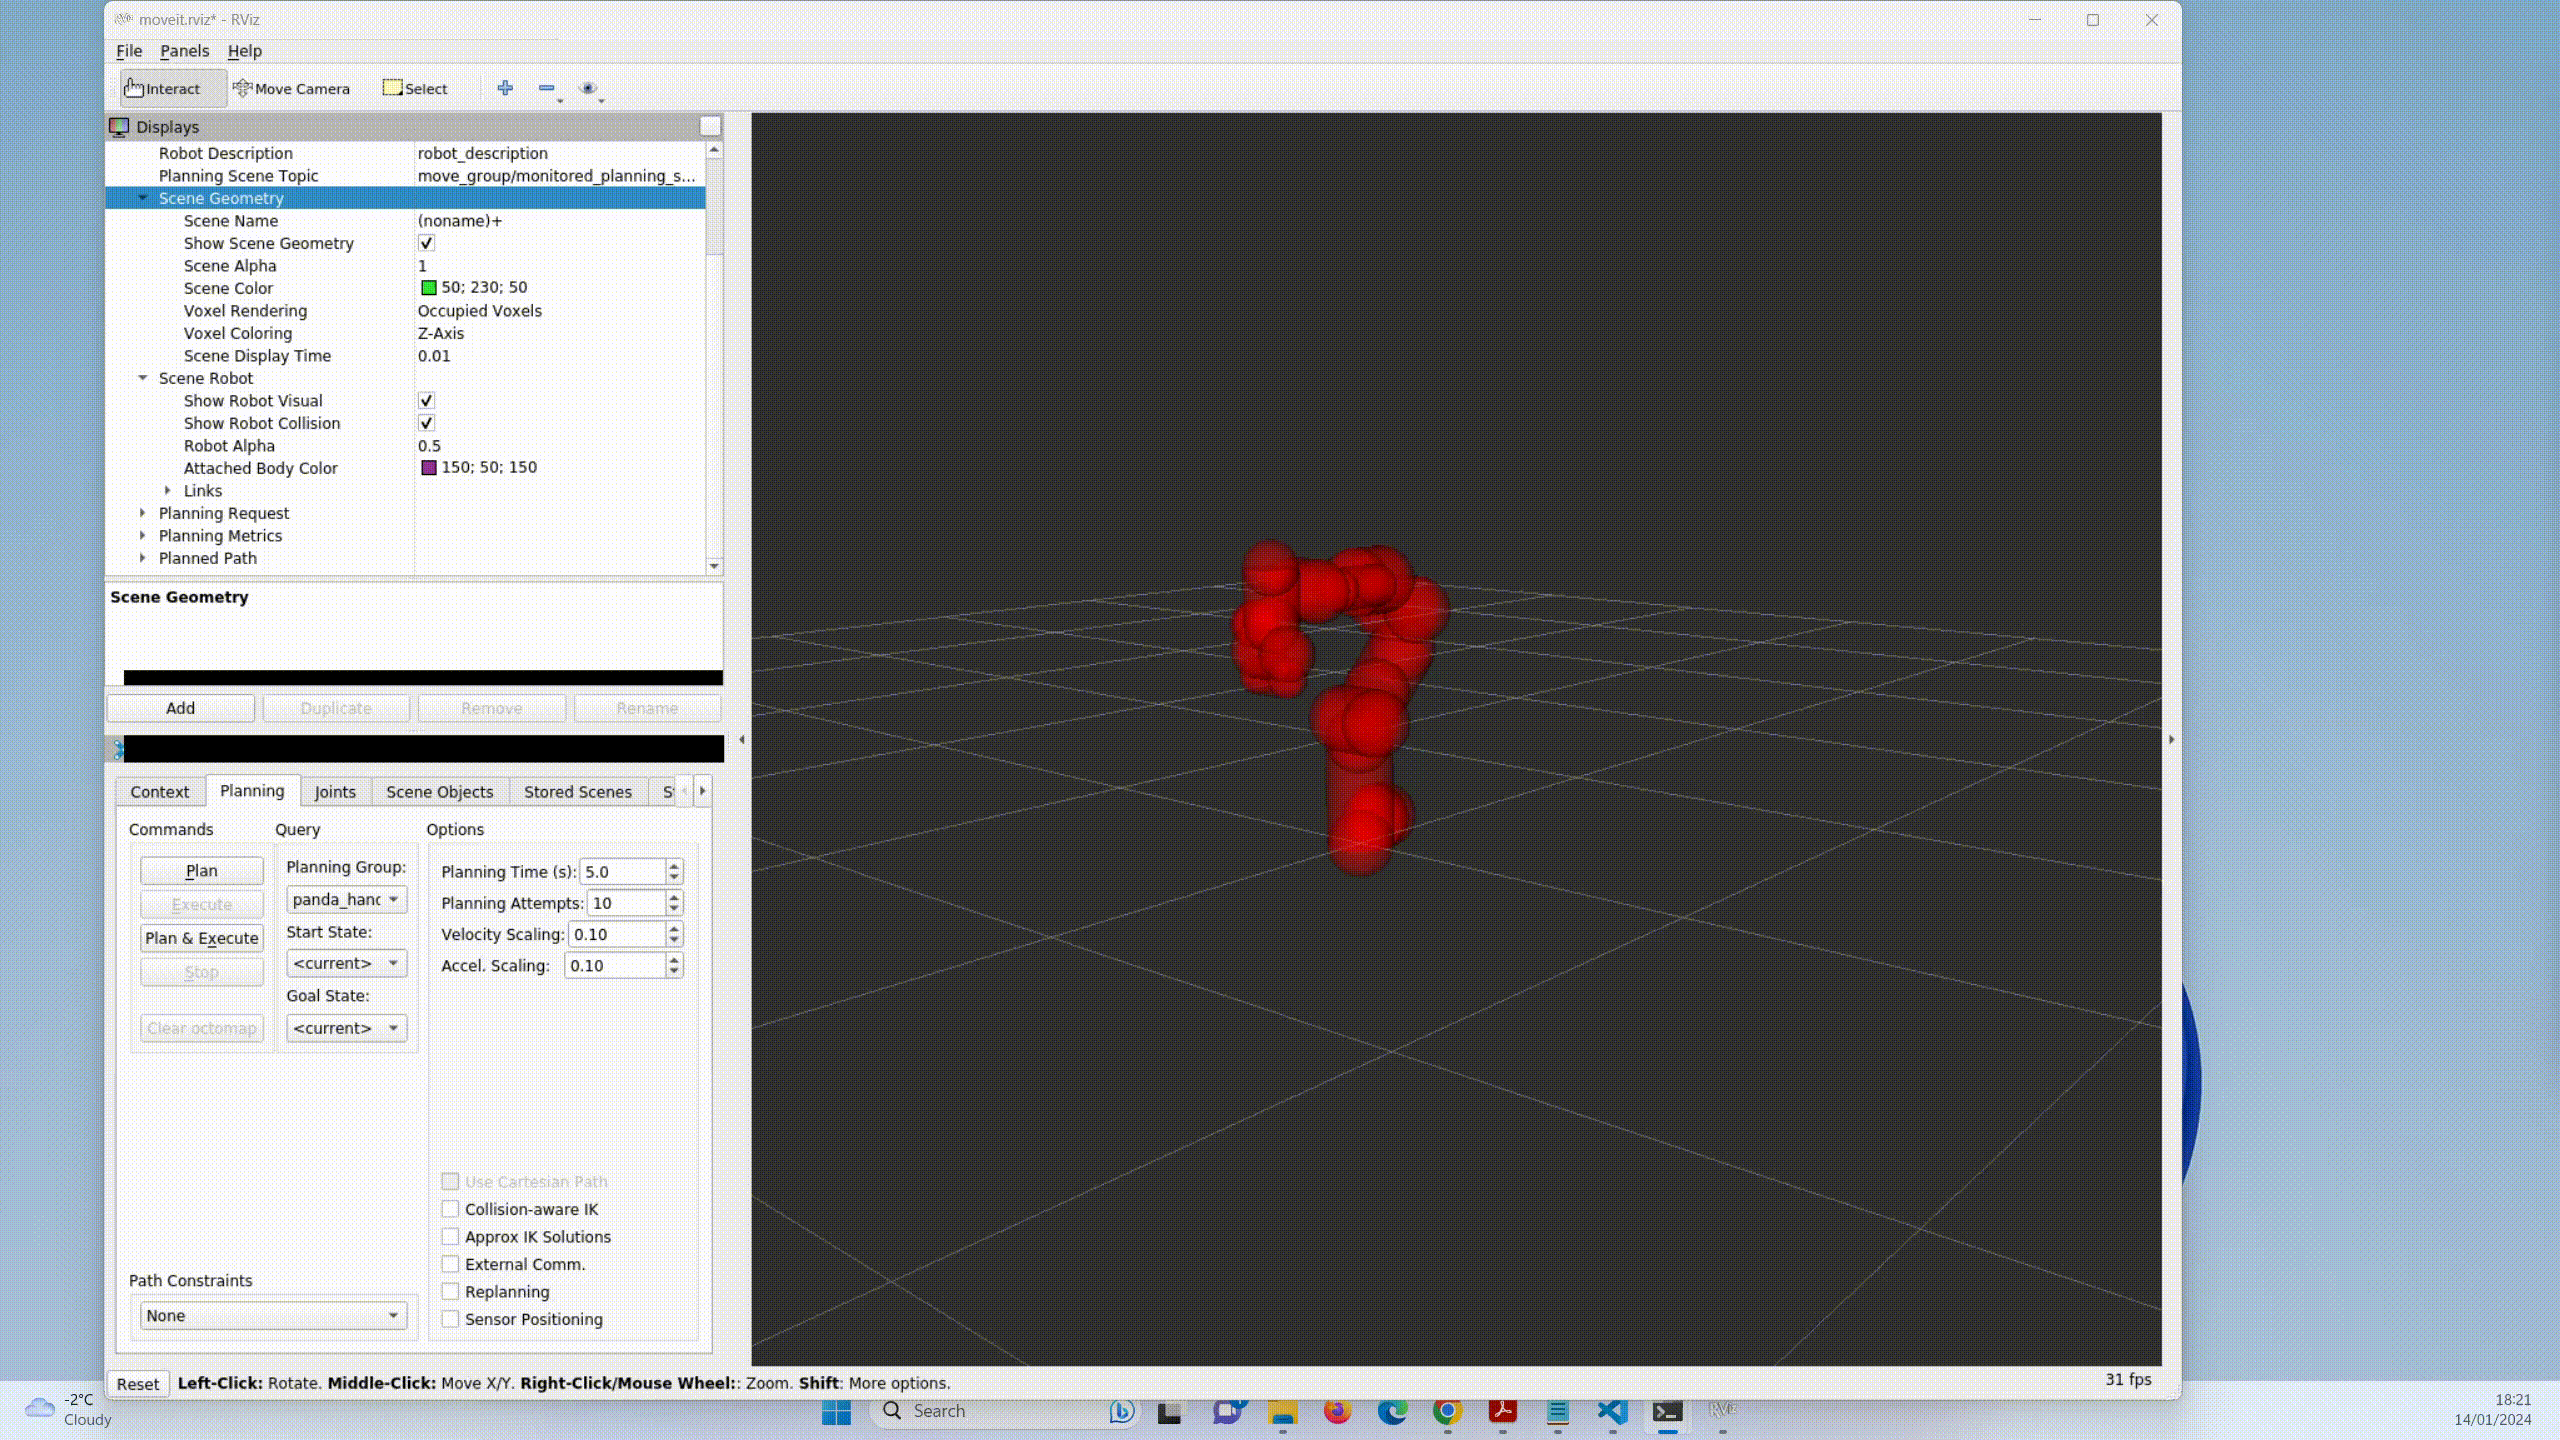 moveit.rviz* - RViz
File Panels Help
Interact Move Camera Select
Displays
Robot Description robot_description
Planning Scene Topic move_group/monitored_planning_s...
Scene Geometry
Scene Name (noname)+
Show Scene Geometry
Scene Alpha 1
Scene Color 50; 230; 50
Voxel Rendering Occupied Voxels
Voxel Coloring Z-Axis
Scene Display Time 0.01
Scene Robot
Show Robot Visual
Show Robot Collision
Robot Alpha 0.5
Attached Body Color 150; 50; 150
Links
Planning Request
Planning Metrics
Planned Path
Scene Geometry
Add Duplicate Remove Rename
Context Planning Joints Scene Objects Stored Scenes S
Commands Query Options
Plan
Execute
Plan & Execute
Stop
Clear octomap
Planning Group:
panda_hand
Start State:
<current>
Goal State:
<current>
Planning Time (s): 5.0
Planning Attempts: 10
Velocity Scaling: 0.10
Accel. Scaling: 0.10
Use Cartesian Path
Collision-aware IK
Approx IK Solutions
External Comm.
Replanning
Sensor Positioning
Path Constraints
None
Reset Left-Click: Rotate. Middle-Click: Move X/Y. Right-Click/Mouse Wheel:: Zoom. Shift: More options.
31 fps
-2°C
Cloudy
Search
RViz
18:21
14/01/2024